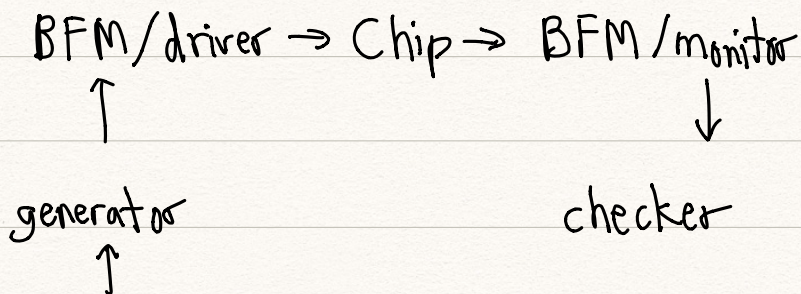 BFM/driver → Chip → BFM/monitor
generator
checker